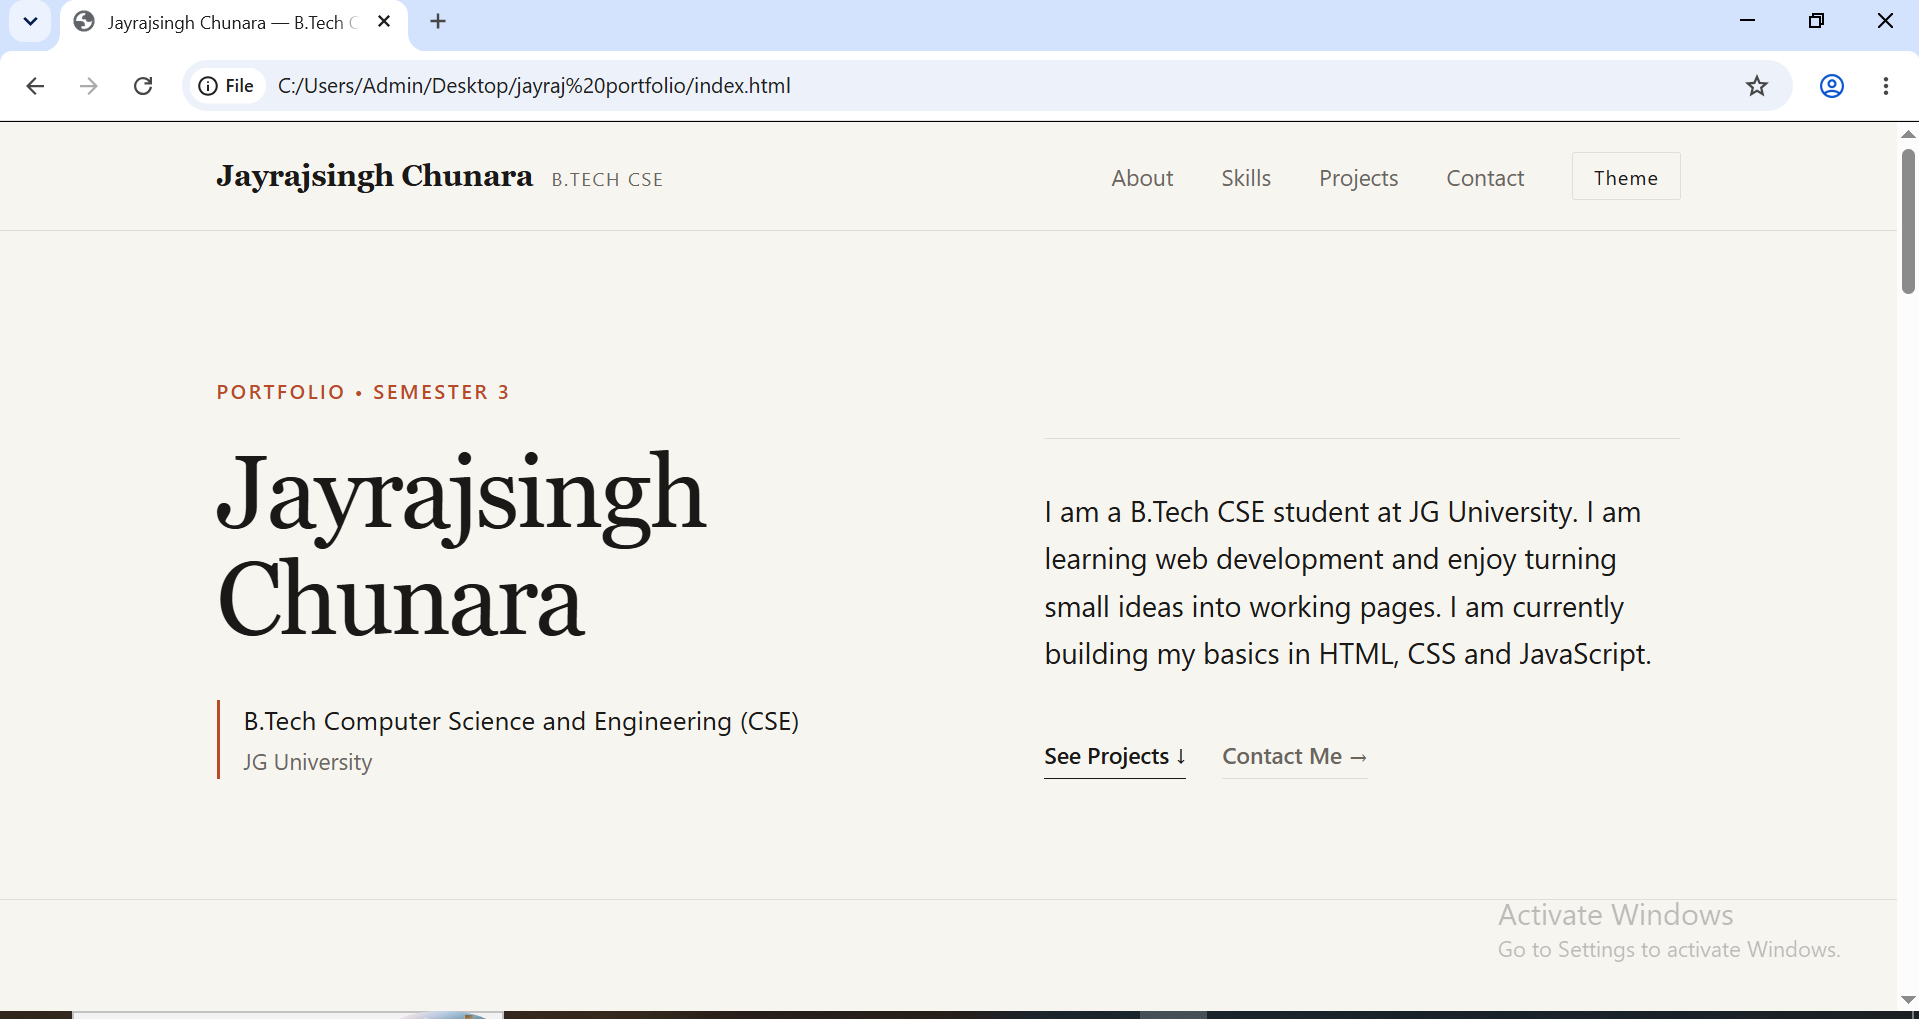 Jayrajsingh Chunara — B.Tech C
File
C:/Users/Admin/Desktop/jayraj%20portfolio/index.html
Jayrajsingh Chunara B.TECH CSE
About Skills Projects Contact Theme
PORTFOLIO • SEMESTER 3
Jayrajsingh
Chunara
B.Tech Computer Science and Engineering (CSE)
JG University
I am a B.Tech CSE student at JG University. I am
learning web development and enjoy turning
small ideas into working pages. I am currently
building my basics in HTML, CSS and JavaScript.
See Projects ↓ Contact Me →
Activate Windows
Go to Settings to activate Windows.